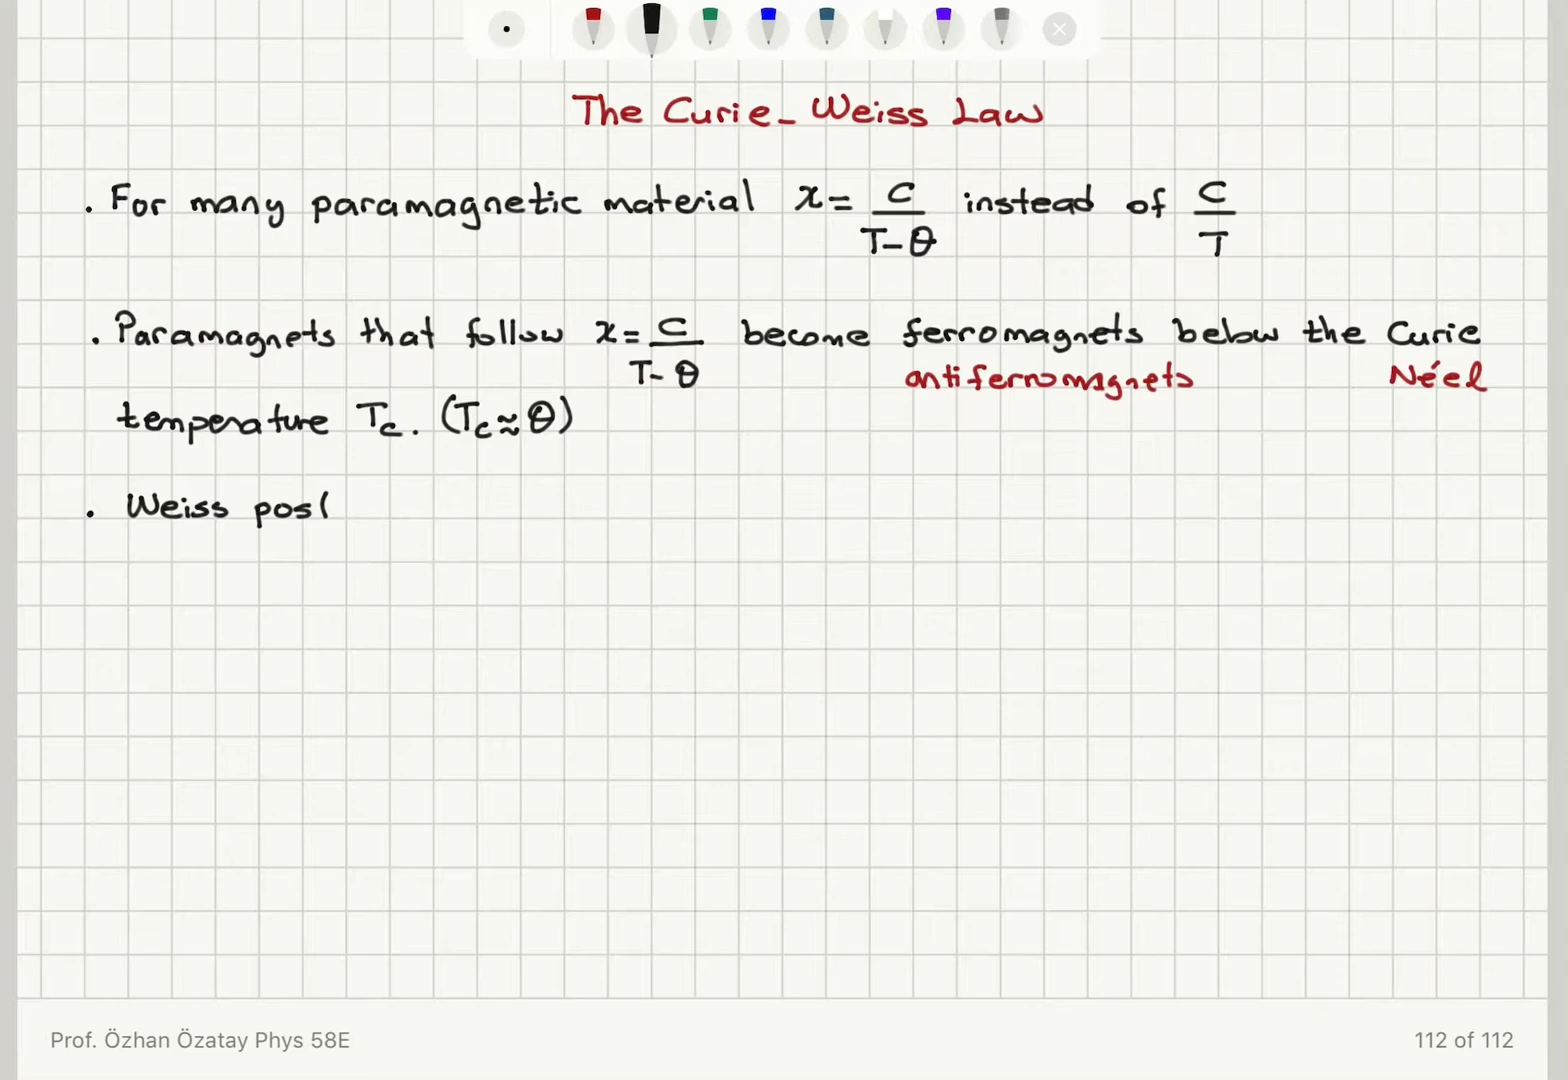 The Curie- Weiss Law
. For many paramagnetic material χ = C/(T-θ) instead of C/T
. Paramagnets that follow χ = C/(T-θ) become ferromagnets below the Curie
antiferromagnets Néel
temperature Tc. (Tc≈θ)
. Weiss pos
Prof. Özhan Özatay Phys 58E
112 of 112